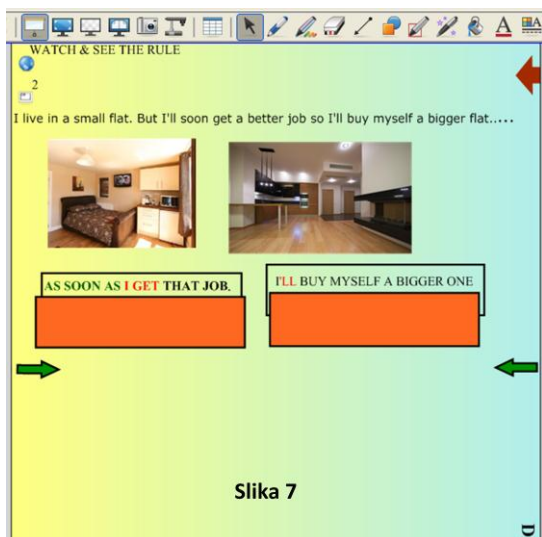 WATCH & SEE THE RULE
2
I live in a small flat. But I'll soon get a better job so I'll buy myself a bigger flat.....
AS SOON AS I GET THAT JOB.
I'LL BUY MYSELF A BIGGER ONE
Slika 7
D